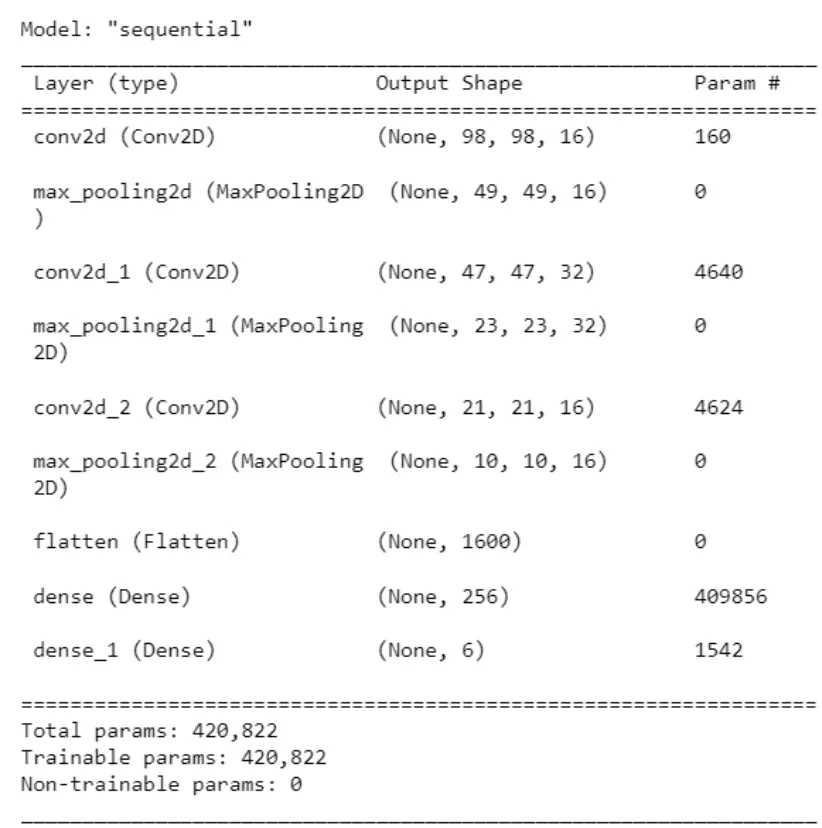 Model: "sequential"
_________________________________________________________________
Layer (type) Output Shape Param #
=================================================================
conv2d (Conv2D) (None, 98, 98, 16) 160
max_pooling2d (MaxPooling2D (None, 49, 49, 16) 0
)
conv2d_1 (Conv2D) (None, 47, 47, 32) 4640
max_pooling2d_1 (MaxPooling (None, 23, 23, 32) 0
2D)
conv2d_2 (Conv2D) (None, 21, 21, 16) 4624
max_pooling2d_2 (MaxPooling (None, 10, 10, 16) 0
2D)
flatten (Flatten) (None, 1600) 0
dense (Dense) (None, 256) 409856
dense_1 (Dense) (None, 6) 1542
=================================================================
Total params: 420,822
Trainable params: 420,822
Non-trainable params: 0
_________________________________________________________________